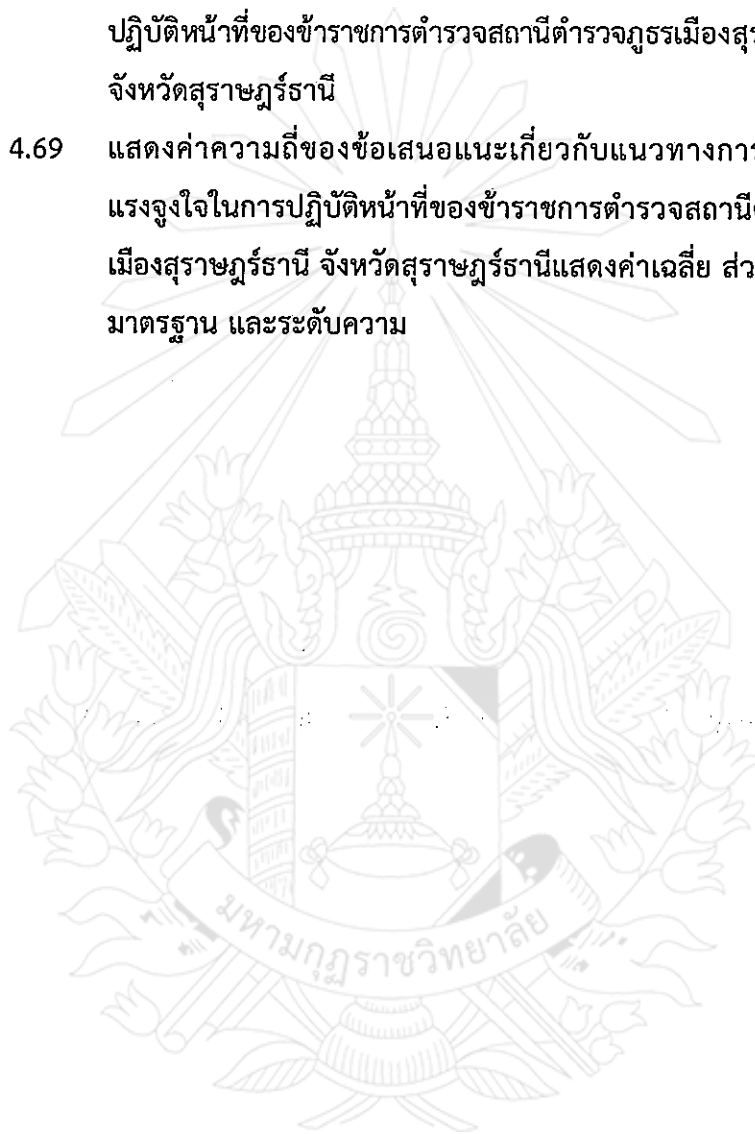 ปฏิบัติหน้าที่ของข้าราชการตำรวจสถานีตำรวจภูธรเมือง
จังหวัดสุราษฎร์ธานี
4.69 แสดงค่าความถี่ของข้อเสนอแนะเกี่ยวกับแนวทางการ
แรงจูงใจในการปฏิบัติหน้าที่ของข้าราชการตำรวจสถานี
เมืองสุราษฎร์ธานี จังหวัดสุราษฎร์ธานีแสดงค่าเฉลี่ย ส่ว
มาตรฐาน และระดับความ
มหามกุฏราชวิทยาลัย